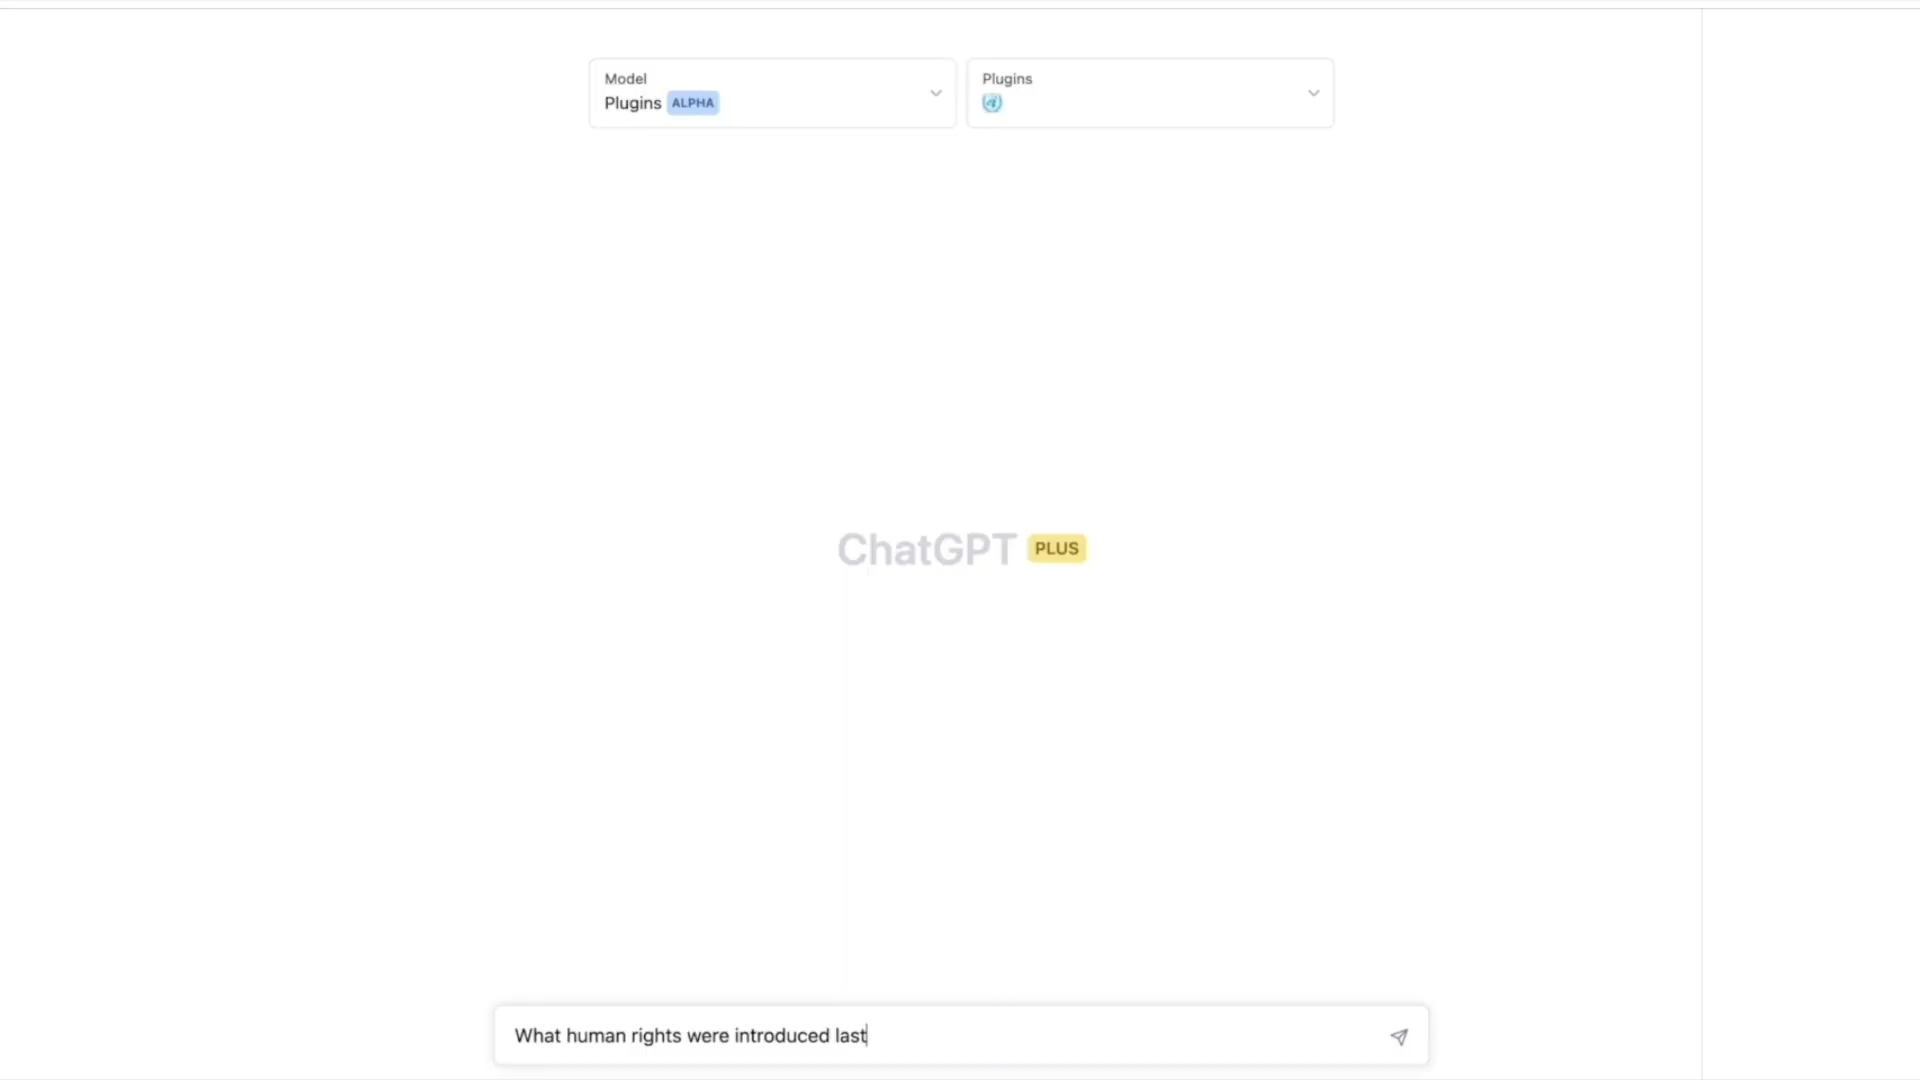 Model
Plugins ALPHA
Plugins
ChatGPT PLUS
What human rights were introduced last